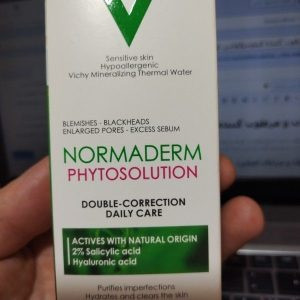 Sensitive skin
Hypoallergenic
Vichy Mineralizing Thermal Water
BLEMISHES - BLACKHEADS
ENLARGED PORES - EXCESS SEBUM
NORMADERM
PHYTOSOLUTION
DOUBLE-CORRECTION
DAILY CARE
ACTIVES WITH NATURAL ORIGIN
2% Salicylic acid
Hyaluronic acid
Purifies imperfections
Hydrates and clears the skin